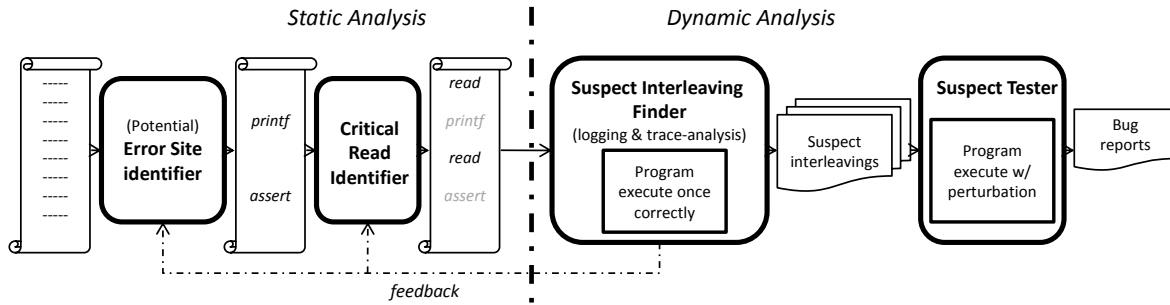 Static Analysis
Dynamic Analysis
-----
-----
-----
-----
-----
-----
-----
-----
-----
(Potential)
Error Site
identifier
printf
assert
Critical
Read
Identifier
read
printf
read
assert
Suspect Interleaving
Finder
(logging & trace-analysis)
Program
execute once
correctly
Suspect
interleavings
Suspect Tester
Program
execute w/
perturbation
Bug
reports
feedback